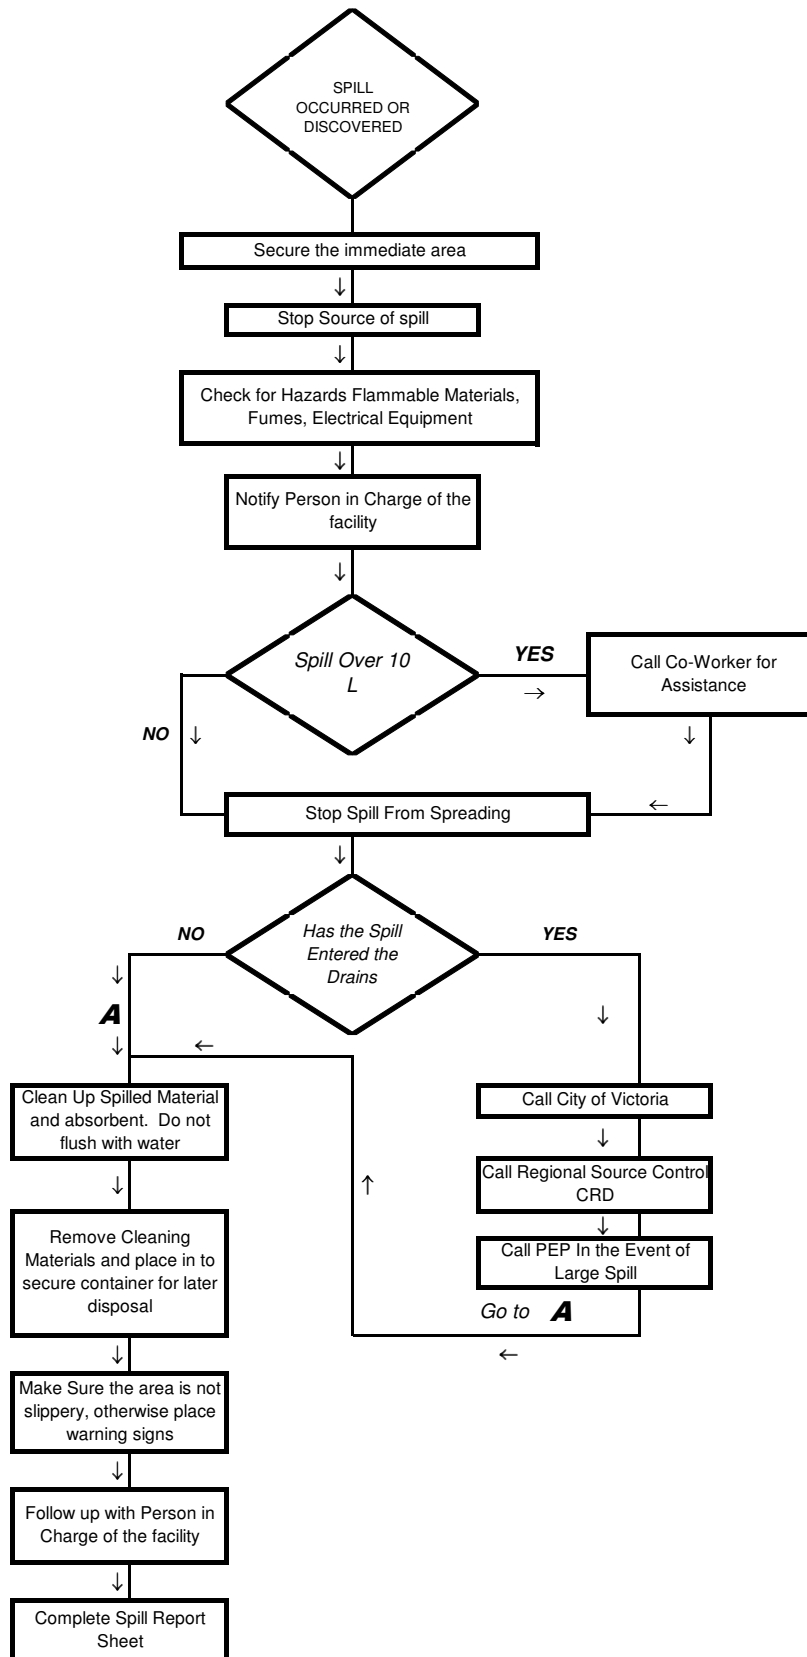 SPILL
OCCURRED OR
DISCOVERED
Secure the immediate area
↓
Stop Source of spill
↓
Check for Hazards Flammable Materials,
Fumes, Electrical Equipment
↓
Notify Person in Charge of the
facility
↓
Spill Over 10
L
YES
→
Call Co-Worker for
Assistance
NO ↓
↓
←
Stop Spill From Spreading
↓
Has the Spill
Entered the
Drains
NO
YES
↓
A
↓
←
↓
Clean Up Spilled Material
and absorbent.  Do not
flush with water
↓
Remove Cleaning
Materials and place in to
secure container for later
disposal
↓
Make Sure the area is not
slippery, otherwise place
warning signs
↓
Follow up with Person in
Charge of the facility
↓
Complete Spill Report
Sheet
Call City of Victoria
↓
Call Regional Source Control
CRD
↓
Call PEP In the Event of
Large Spill
Go to A
←
↑